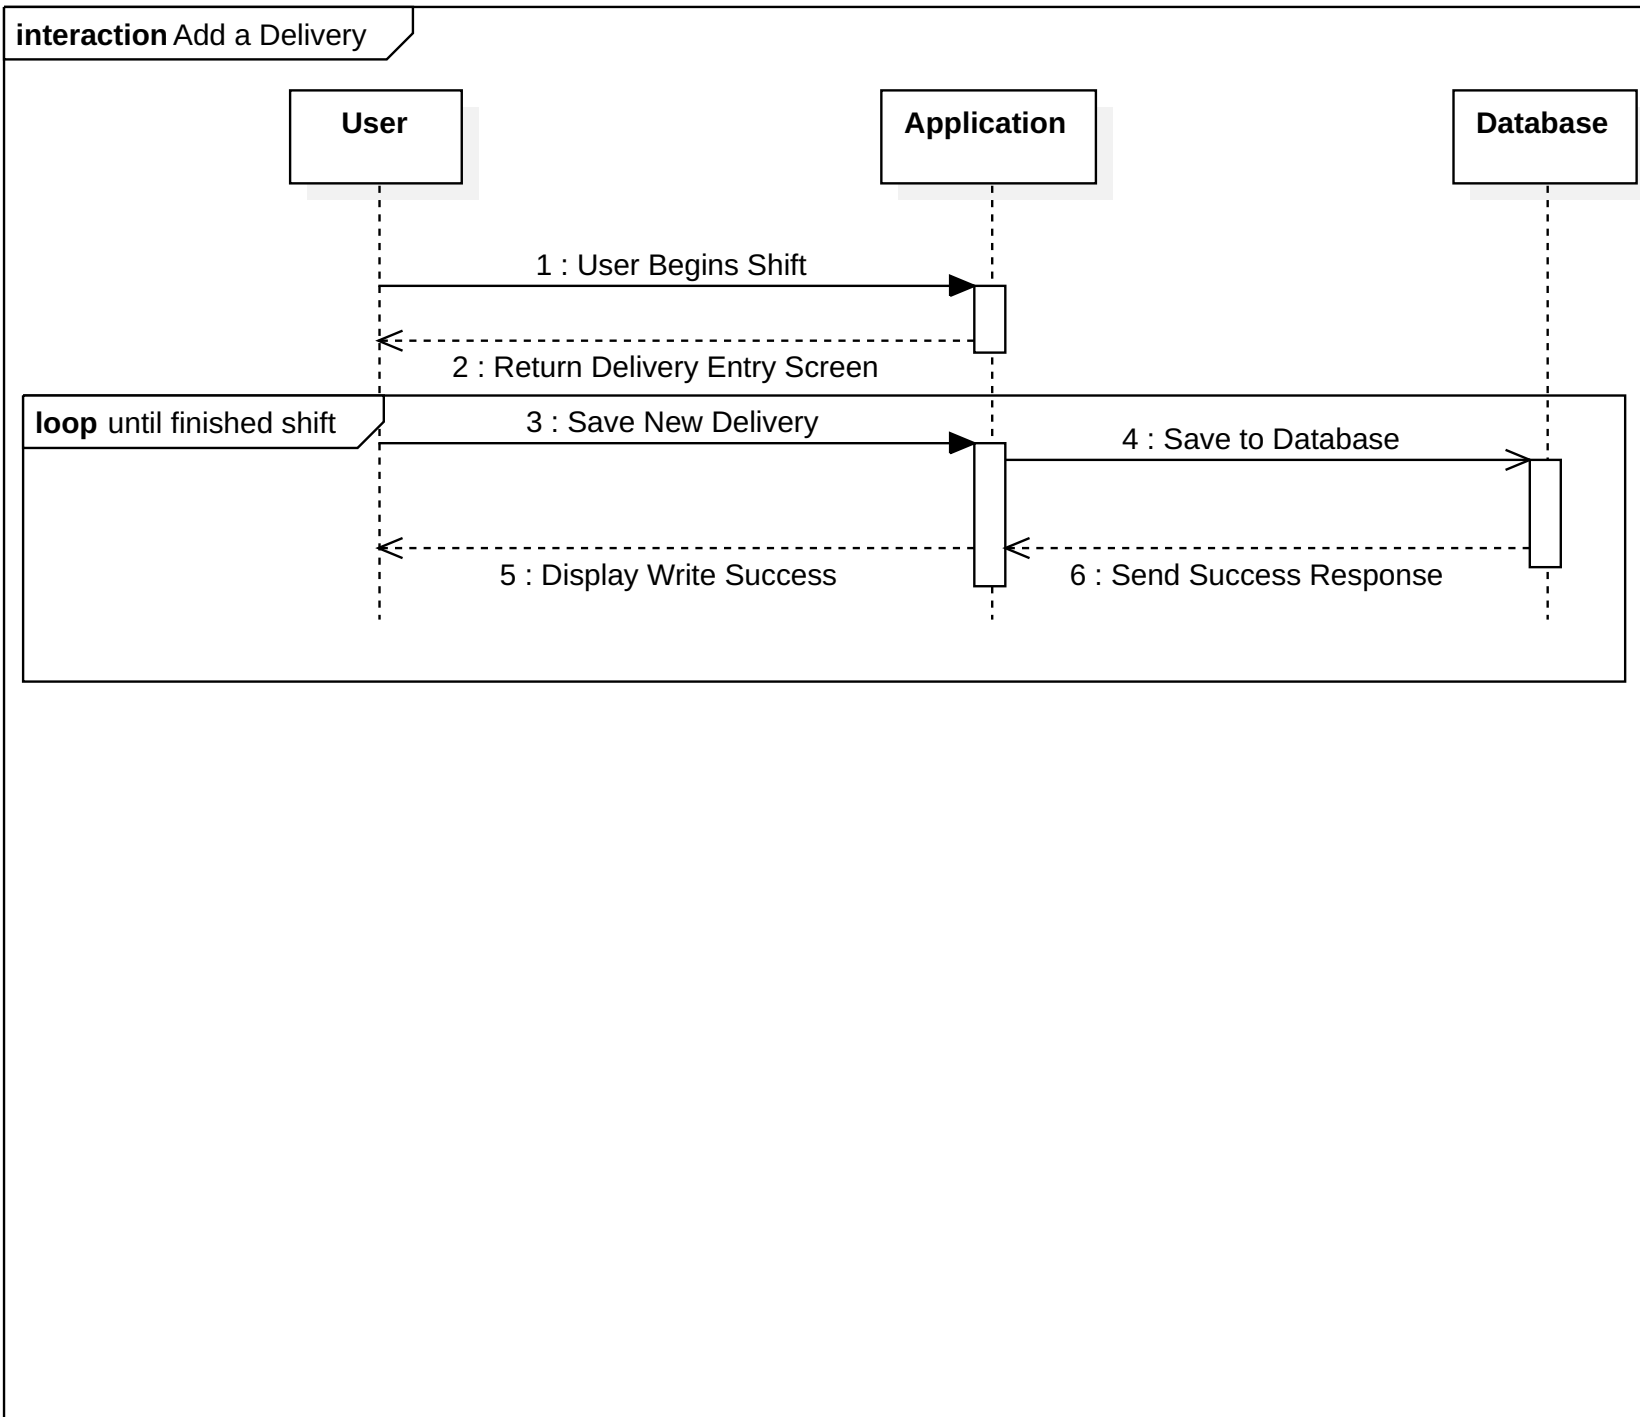 interaction Add a Delivery
User
Application
Database
1 : User Begins Shift
2 : Return Delivery Entry Screen
loop until finished shift
3 : Save New Delivery
4 : Save to Database
5 : Display Write Success
6 : Send Success Response